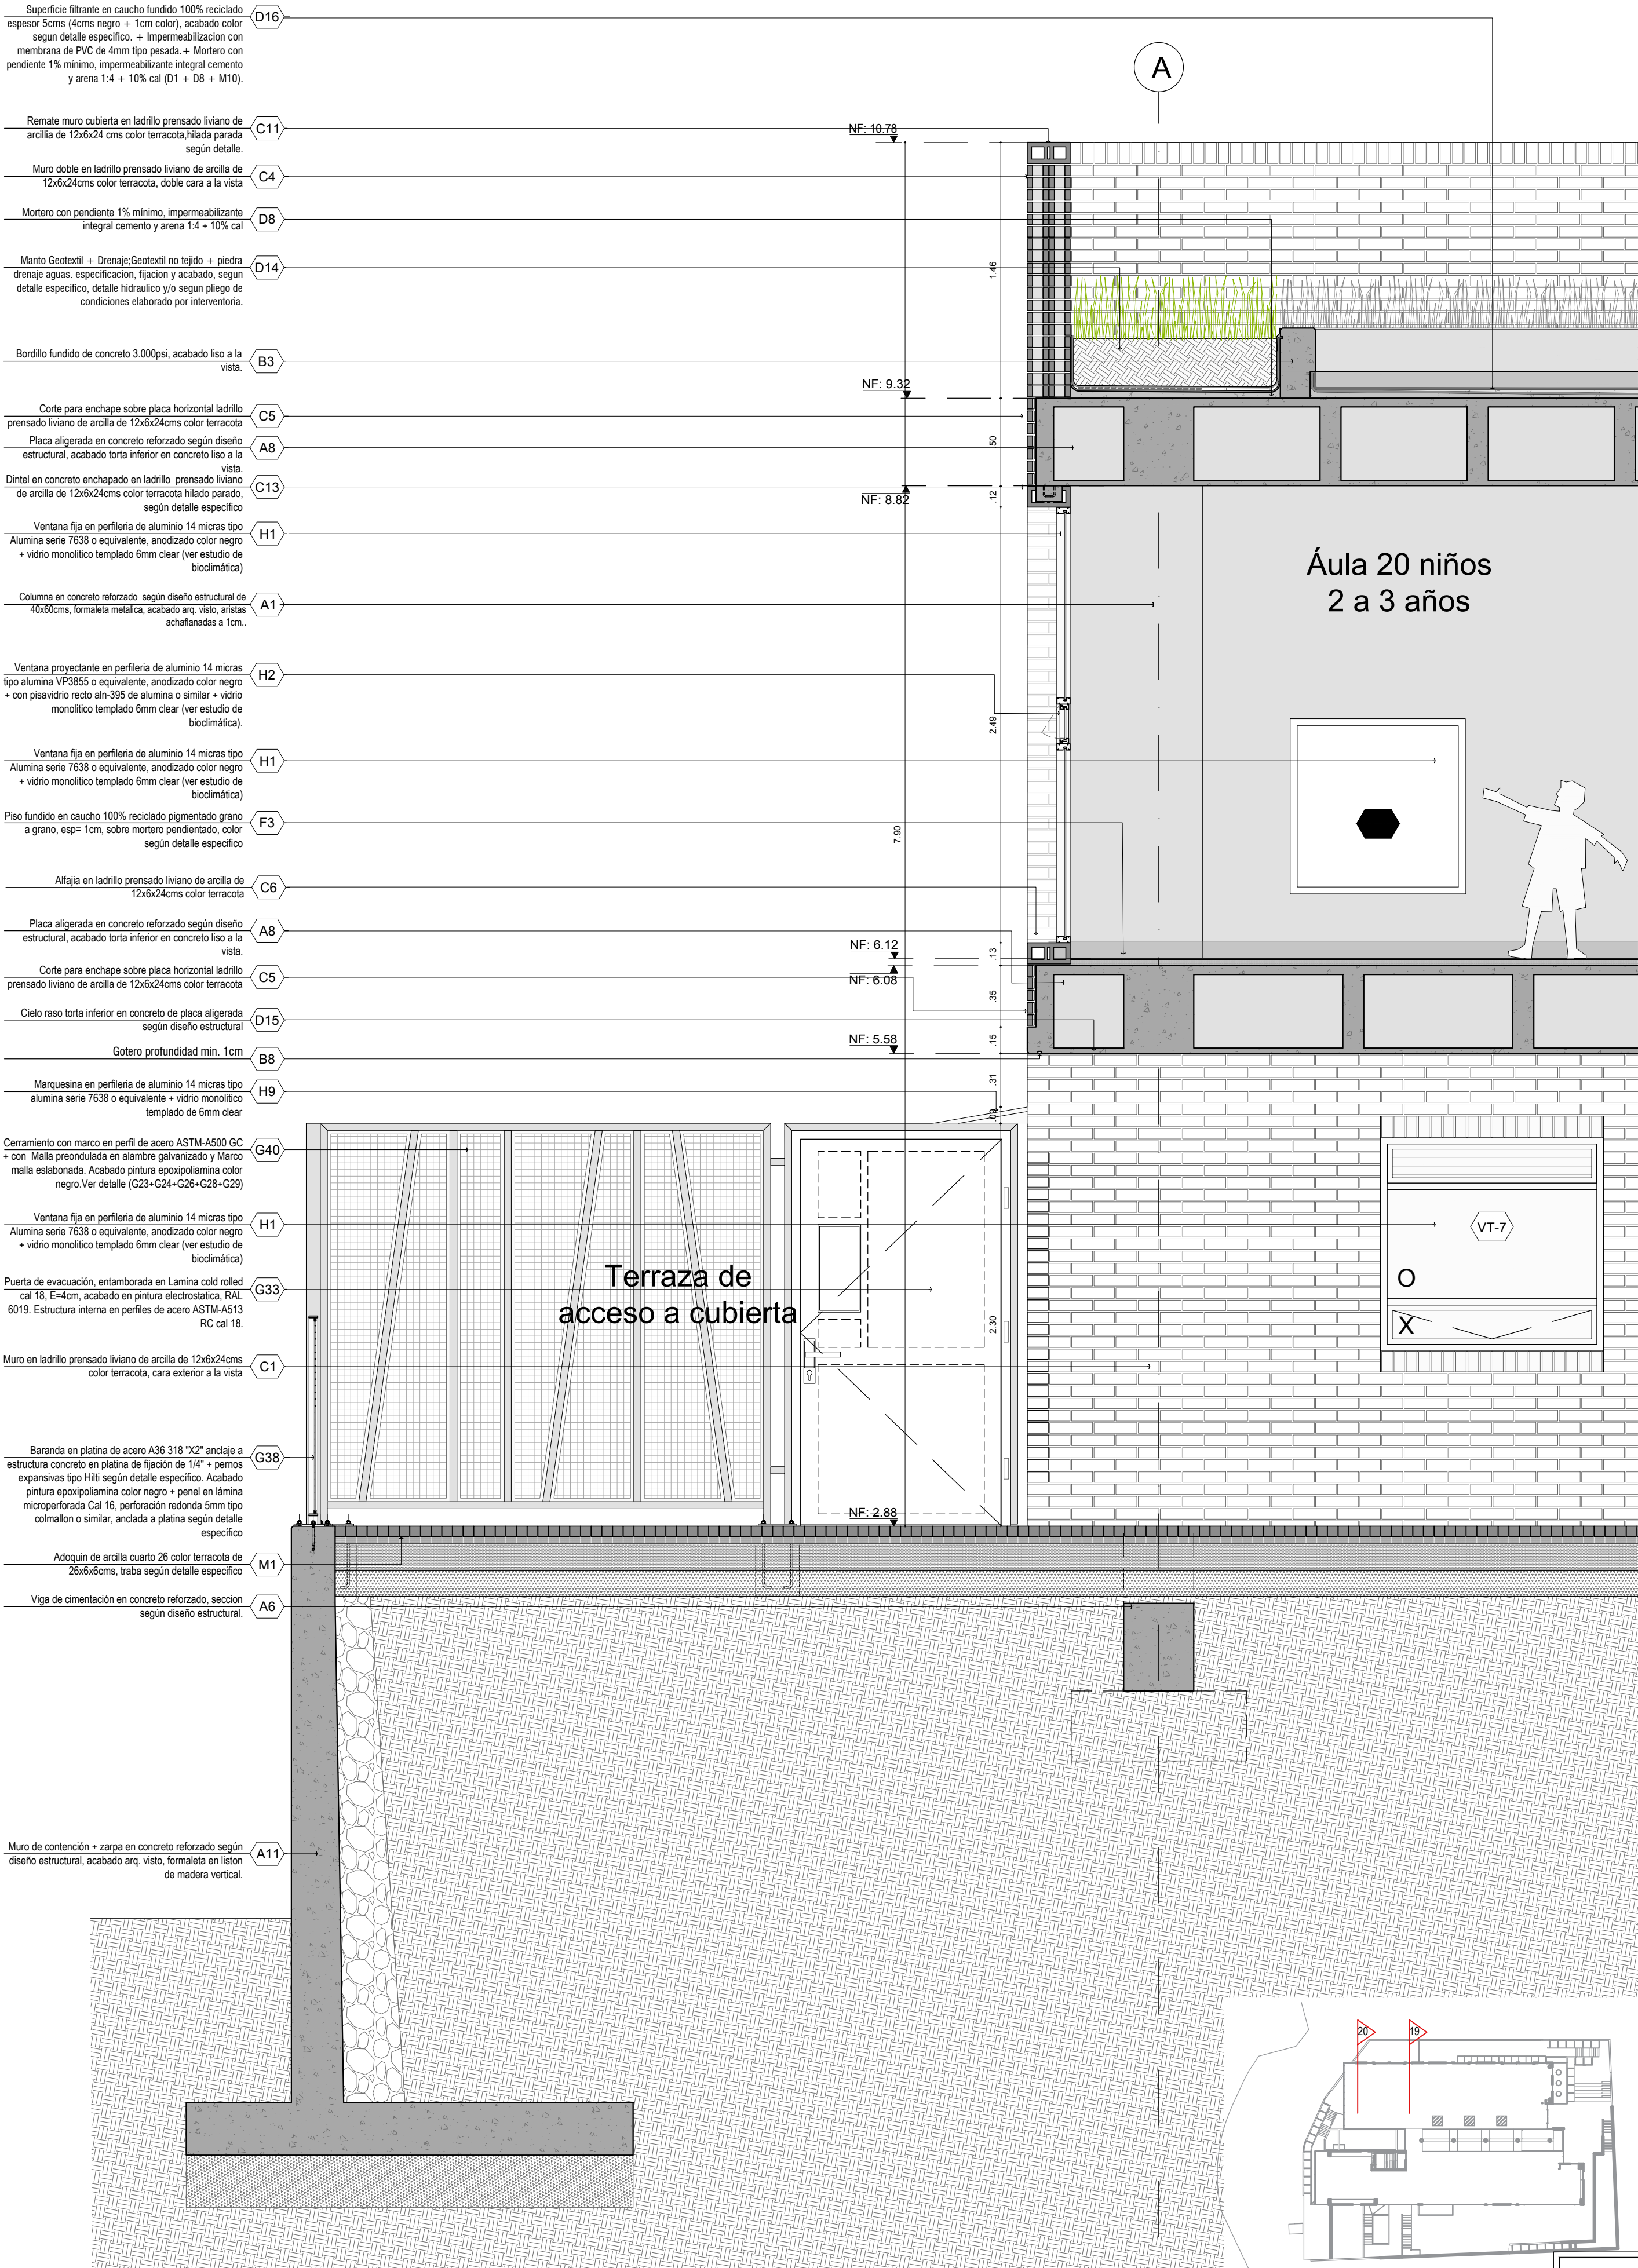 Superficie filtrante en caucho fundido 100% reciclado
espesor 5cms (4cms negro + 1cm color), acabado color
segun detalle especifico. + Impermeabilizacion con
membrana de PVC de 4mm tipo pesada.+ Mortero con
pendiente 1% mínimo, impermeabilizante integral cemento
y arena 1:4 + 10% cal (D1 + D8 + M10).
D16
A
Remate muro cubierta en ladrillo prensado liviano de
arcillia de 12x6x24 cms color terracota,hilada parada
según detalle.
C11
NF: 10.78
Muro doble en ladrillo prensado liviano de arcilla de
12x6x24cms color terracota, doble cara a la vista
C4
Mortero con pendiente 1% mínimo, impermeabilizante
integral cemento y arena 1:4 + 10% cal
D8
Manto Geotextil + Drenaje;Geotextil no tejido + piedra
drenaje aguas. especificacion, fijacion y acabado, segun
detalle especifico, detalle hidraulico y/o segun pliego de
condiciones elaborado por interventoria.
D14
1.46
Bordillo fundido de concreto 3.000psi, acabado liso a la
vista.
B3
NF: 9.32
Corte para enchape sobre placa horizontal ladrillo
prensado liviano de arcilla de 12x6x24cms color terracota
C5
Placa aligerada en concreto reforzado según diseño
estructural, acabado torta inferior en concreto liso a la
vista.
A8
.50
Dintel en concreto enchapado en ladrillo prensado liviano
de arcilla de 12x6x24cms color terracota hilado parado,
según detalle específico
C13
NF: 8.82
.12
Ventana fija en perfileria de aluminio 14 micras tipo
Alumina serie 7638 o equivalente, anodizado color negro
+ vidrio monolitico templado 6mm clear (ver estudio de
bioclimática)
H1
Áula 20 niños
2 a 3 años
Columna en concreto reforzado según diseño estructural de
40x60cms, formaleta metalica, acabado arq. visto, aristas
achaflanadas a 1cm..
A1
Ventana proyectante en perfileria de aluminio 14 micras
tipo alumina VP3855 o equivalente, anodizado color negro
+ con pisavidrio recto aln-395 de alumina o similar + vidrio
monolitico templado 6mm clear (ver estudio de
bioclimática).
H2
2.49
Ventana fija en perfileria de aluminio 14 micras tipo
Alumina serie 7638 o equivalente, anodizado color negro
+ vidrio monolitico templado 6mm clear (ver estudio de
bioclimática)
H1
Piso fundido en caucho 100% reciclado pigmentado grano
a grano, esp= 1cm, sobre mortero pendientado, color
según detalle especifico
F3
7.90
Alfajia en ladrillo prensado liviano de arcilla de
12x6x24cms color terracota
C6
Placa aligerada en concreto reforzado según diseño
estructural, acabado torta inferior en concreto liso a la
vista.
A8
NF: 6.12
.13
Corte para enchape sobre placa horizontal ladrillo
prensado liviano de arcilla de 12x6x24cms color terracota
C5
NF: 6.08
.35
Cielo raso torta inferior en concreto de placa aligerada
según diseño estructural
D15
NF: 5.58
.15
Gotero profundidad min. 1cm
B8
Marquesina en perfileria de aluminio 14 micras tipo
alumina serie 7638 o equivalente + vidrio monolitico
templado de 6mm clear
H9
.31
.09
Cerramiento con marco en perfil de acero ASTM-A500 GC
+ con Malla preondulada en alambre galvanizado y Marco
malla eslabonada. Acabado pintura epoxipoliamina color
negro.Ver detalle (G23+G24+G26+G28+G29)
G40
Ventana fija en perfileria de aluminio 14 micras tipo
Alumina serie 7638 o equivalente, anodizado color negro
+ vidrio monolitico templado 6mm clear (ver estudio de
bioclimática)
H1
VT-7
O
X
Terraza de
acceso a cubierta
Puerta de evacuación, entamborada en Lamina cold rolled
cal 18, E=4cm, acabado en pintura electrostatica, RAL
6019. Estructura interna en perfiles de acero ASTM-A513
RC cal 18.
G33
2.30
Muro en ladrillo prensado liviano de arcilla de 12x6x24cms
color terracota, cara exterior a la vista
C1
Baranda en platina de acero A36 318 "X2" anclaje a
estructura concreto en platina de fijación de 1/4" + pernos
expansivas tipo Hilti según detalle específico. Acabado
pintura epoxipoliamina color negro + penel en lámina
microperforada Cal 16, perforación redonda 5mm tipo
colmallon o similar, anclada a platina según detalle
específico
G38
NF: 2.88
Adoquin de arcilla cuarto 26 color terracota de
26x6x6cms, traba según detalle especifico
M1
Viga de cimentación en concreto reforzado, seccion
según diseño estructural.
A6
Muro de contención + zarpa en concreto reforzado según
diseño estructural, acabado arq. visto, formaleta en liston
de madera vertical.
A11
20
19